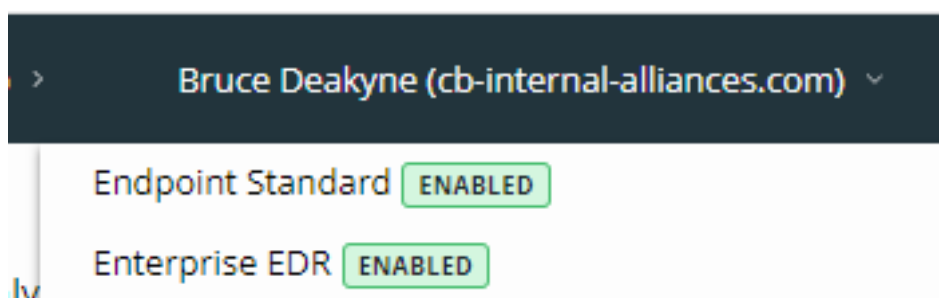 Bruce Deakyne (cb-internal-alliances.com)
Endpoint Standard ENABLED
Enterprise EDR ENABLED